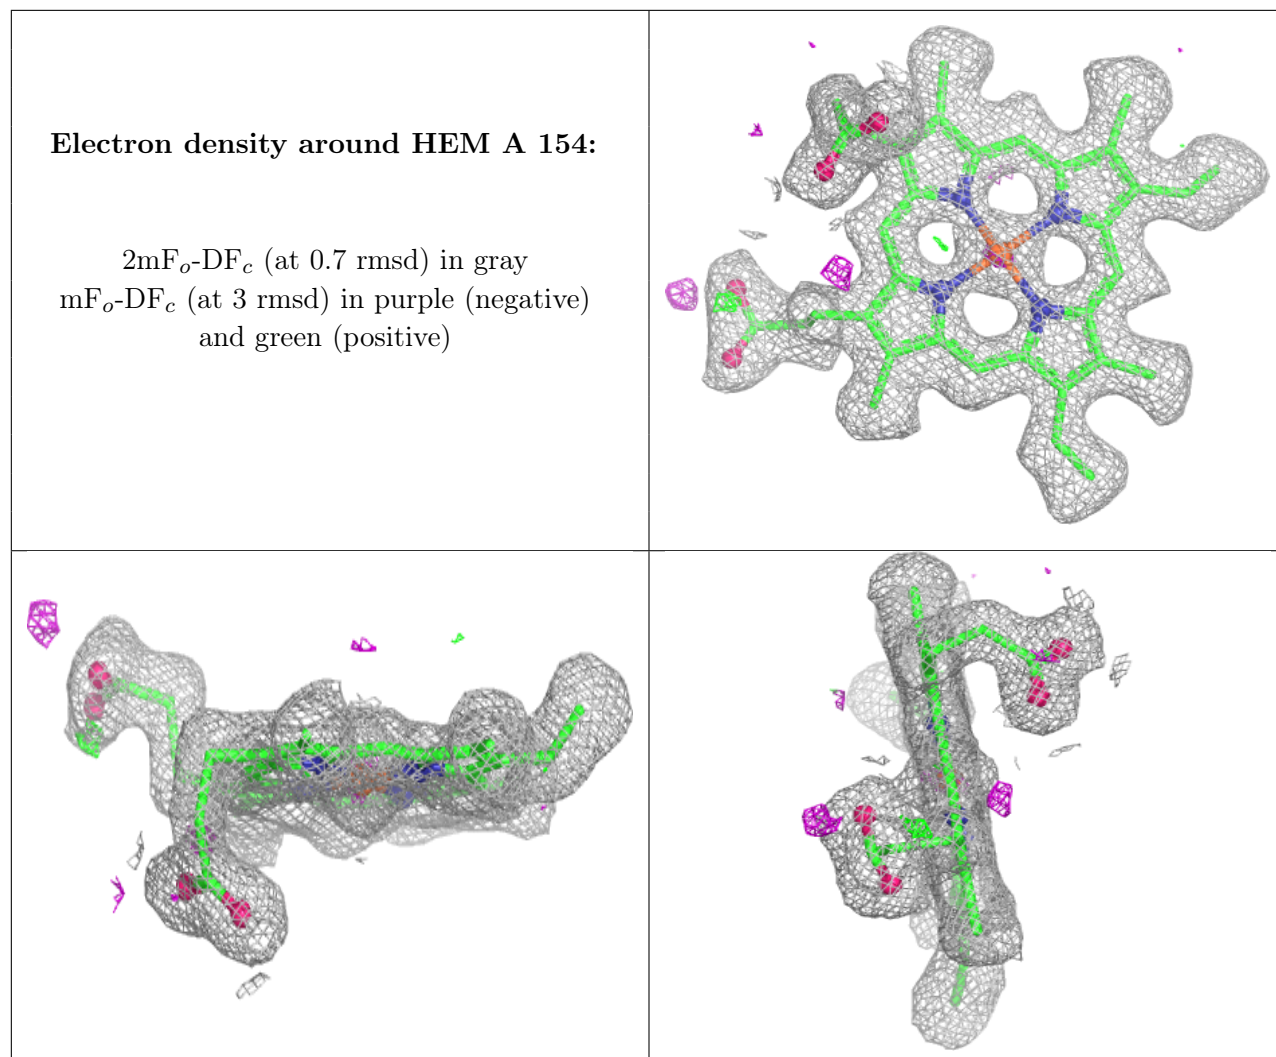 Electron density around HEM A 154:
2mFₒ-DF𝒸 (at 0.7 rmsd) in gray
mFₒ-DF𝒸 (at 3 rmsd) in purple (negative)
and green (positive)